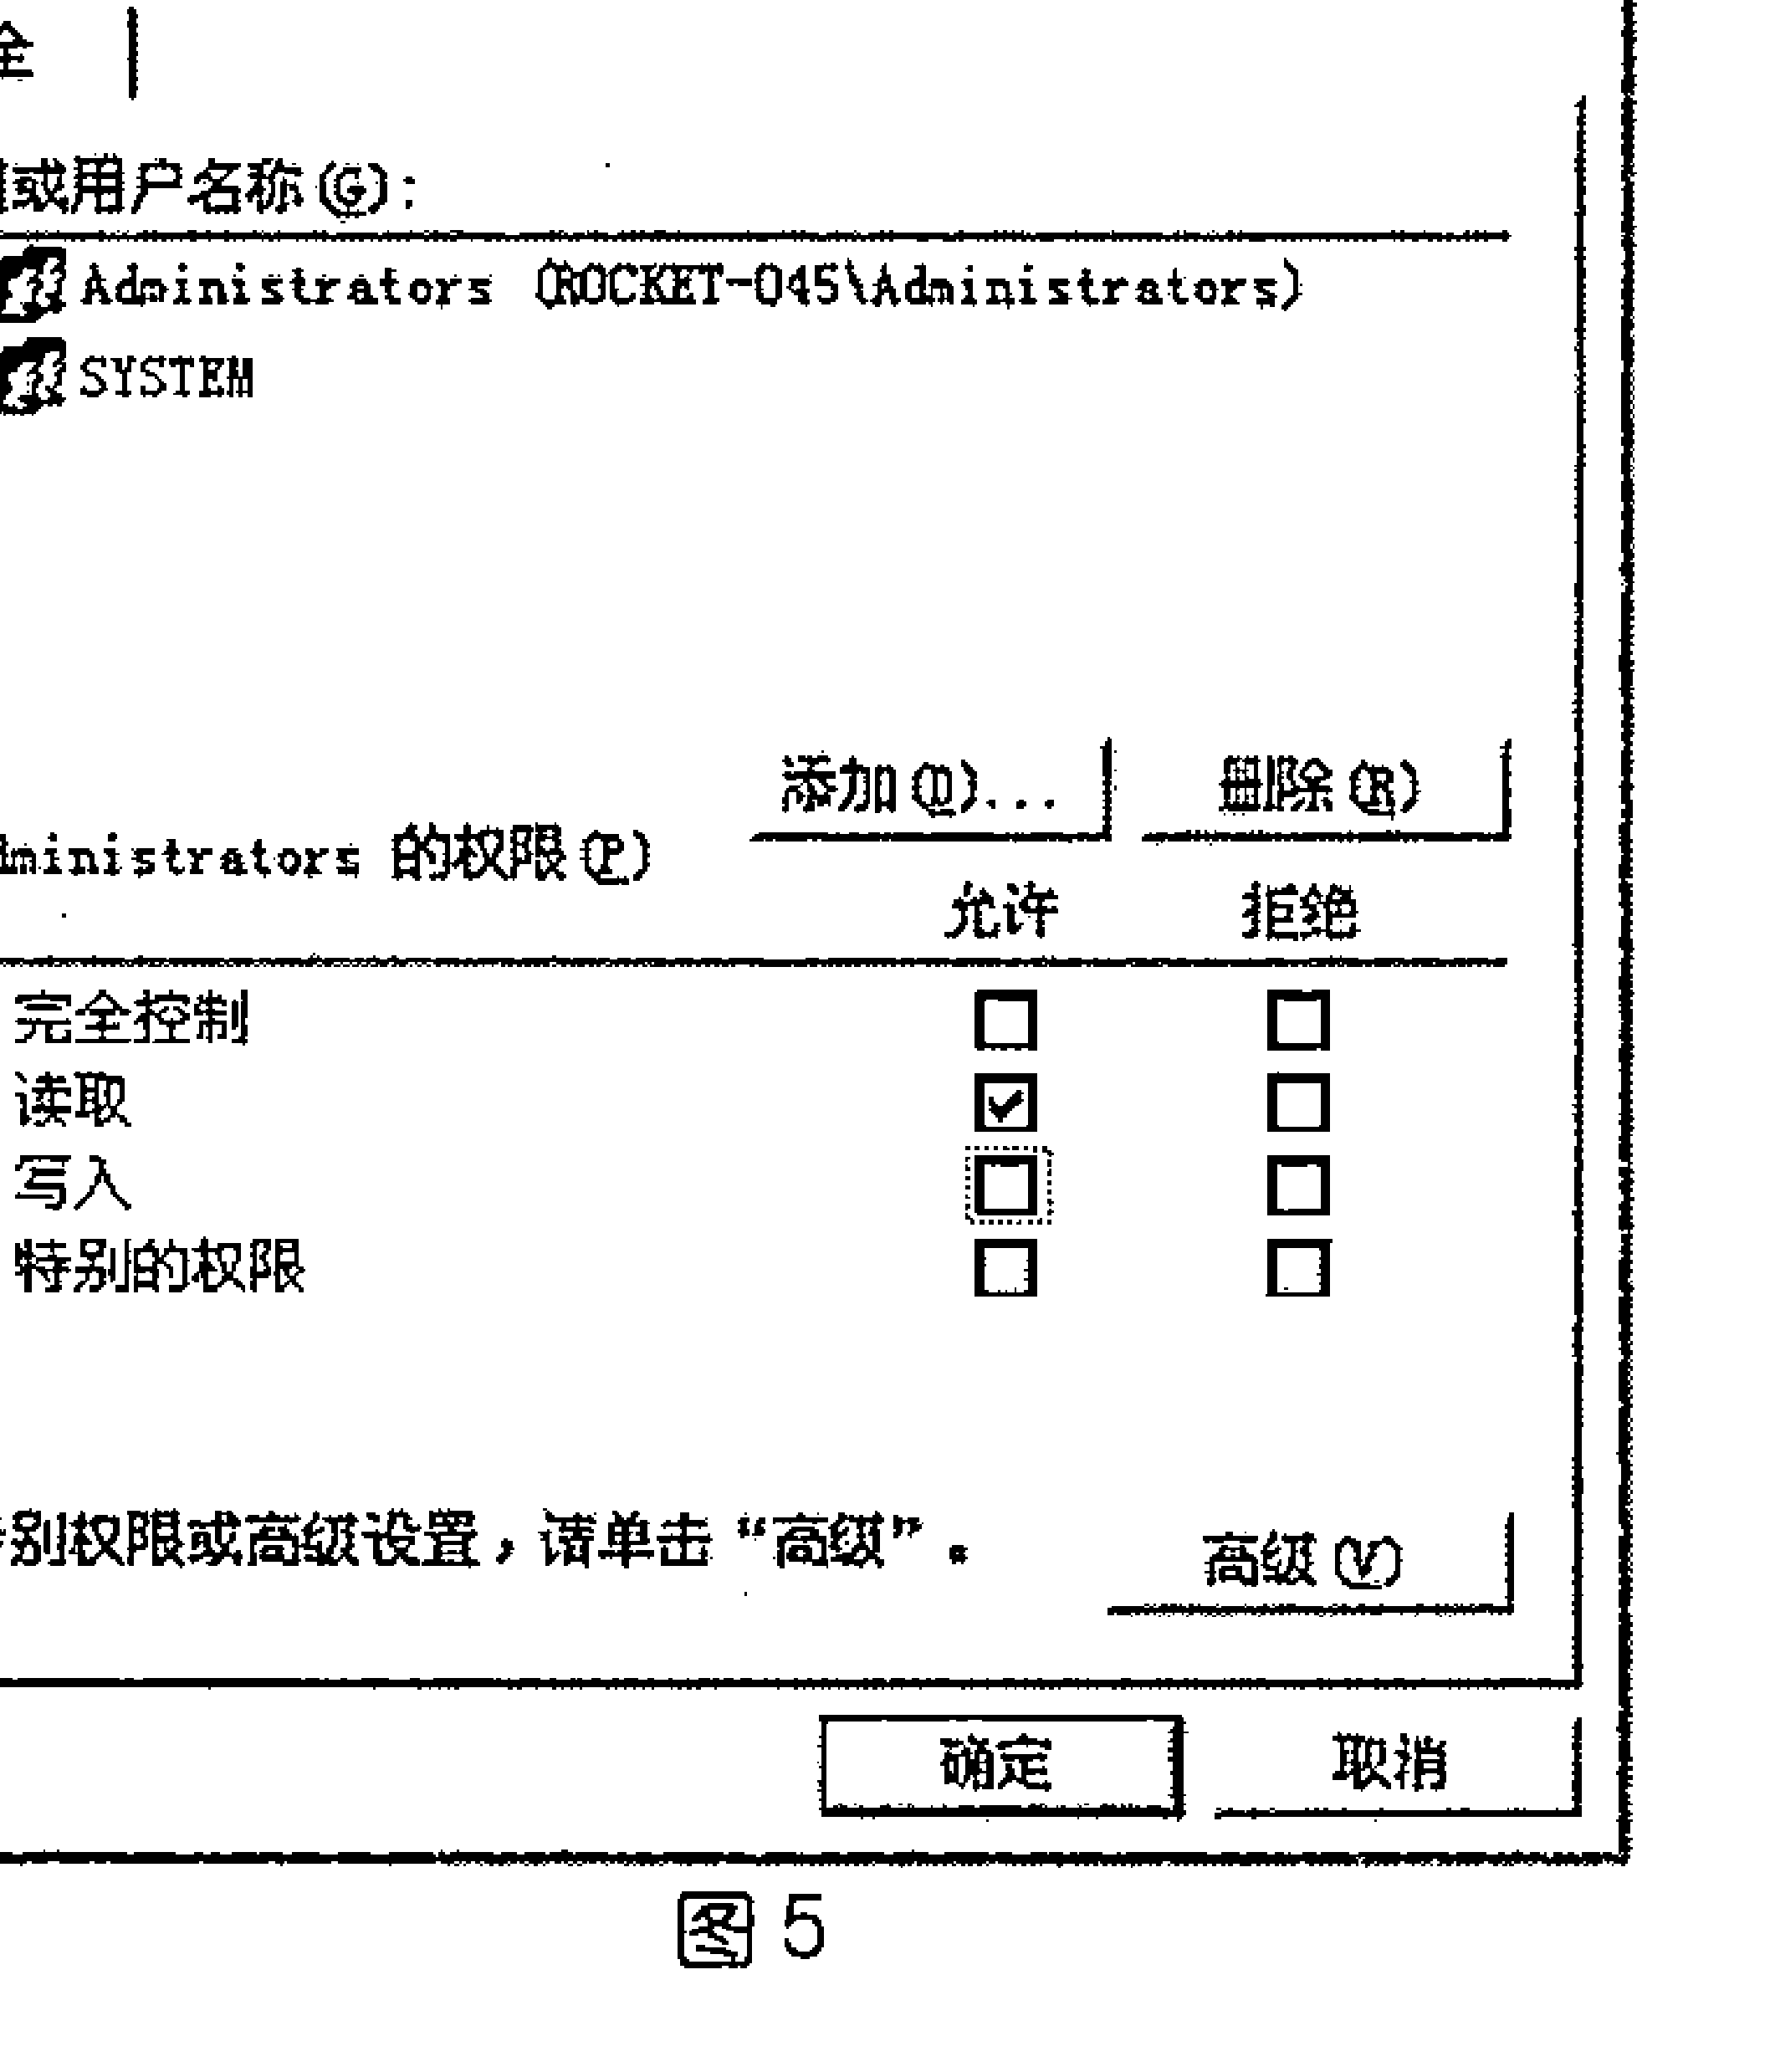 全
或用户名称(G):
Administrators (ROCKET-045\Administrators)
SYSTEM
添加(D)... 删除(R)
ministrators 的权限(P)
允许 拒绝
完全控制
读取
写入
特别的权限
别权限或高级设置，请单击“高级”。
高级(V)
确定 取消
图 5